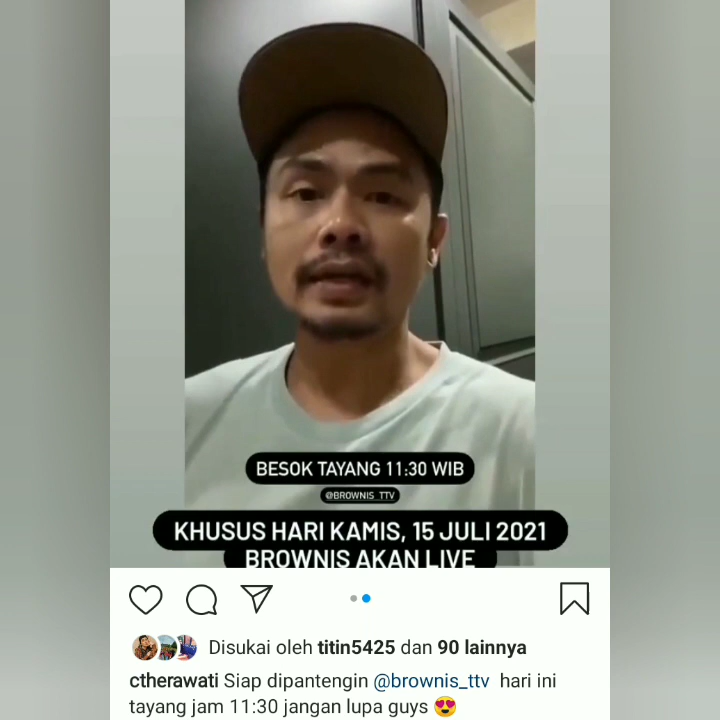 BESOK TAYANG 11:30 WIB
@BROWNIS_TTV
KHUSUS HARI KAMIS, 15 JULI 2021
BROWNIS AKAN LIVE
Disukai oleh titin5425 dan 90 lainnya
ctherawati Siap dipantengin @brownis_ttv hari ini
tayang jam 11:30 jangan lupa guys 😍